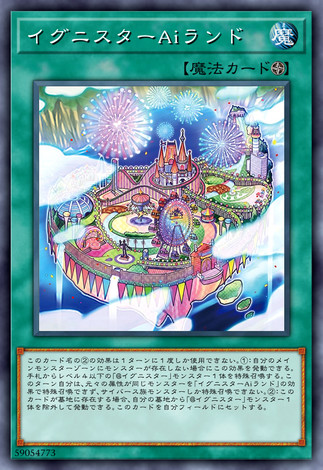 イグニスターAiランド
魔
【魔法カード】
このカード名の②の効果は1ターンに1度しか使用できない。①：自分のメイ
ンモンスターゾーンにモンスターが存在しない場合にこの効果を発動できる。
手札からレベル4以下の「@イグニスター」モンスター1体を特殊召喚する。こ
のターン自分は、元々の属性が同じモンスターを「イグニスターAiランド」の効
果で特殊召喚できず、サイバース族モンスターしか特殊召喚できない。②：この
カードが墓地に存在する場合、自分の墓地から「@イグニスター」モンスター1
体を除外して発動できる。このカードを自分フィールドにセットする。
59054773